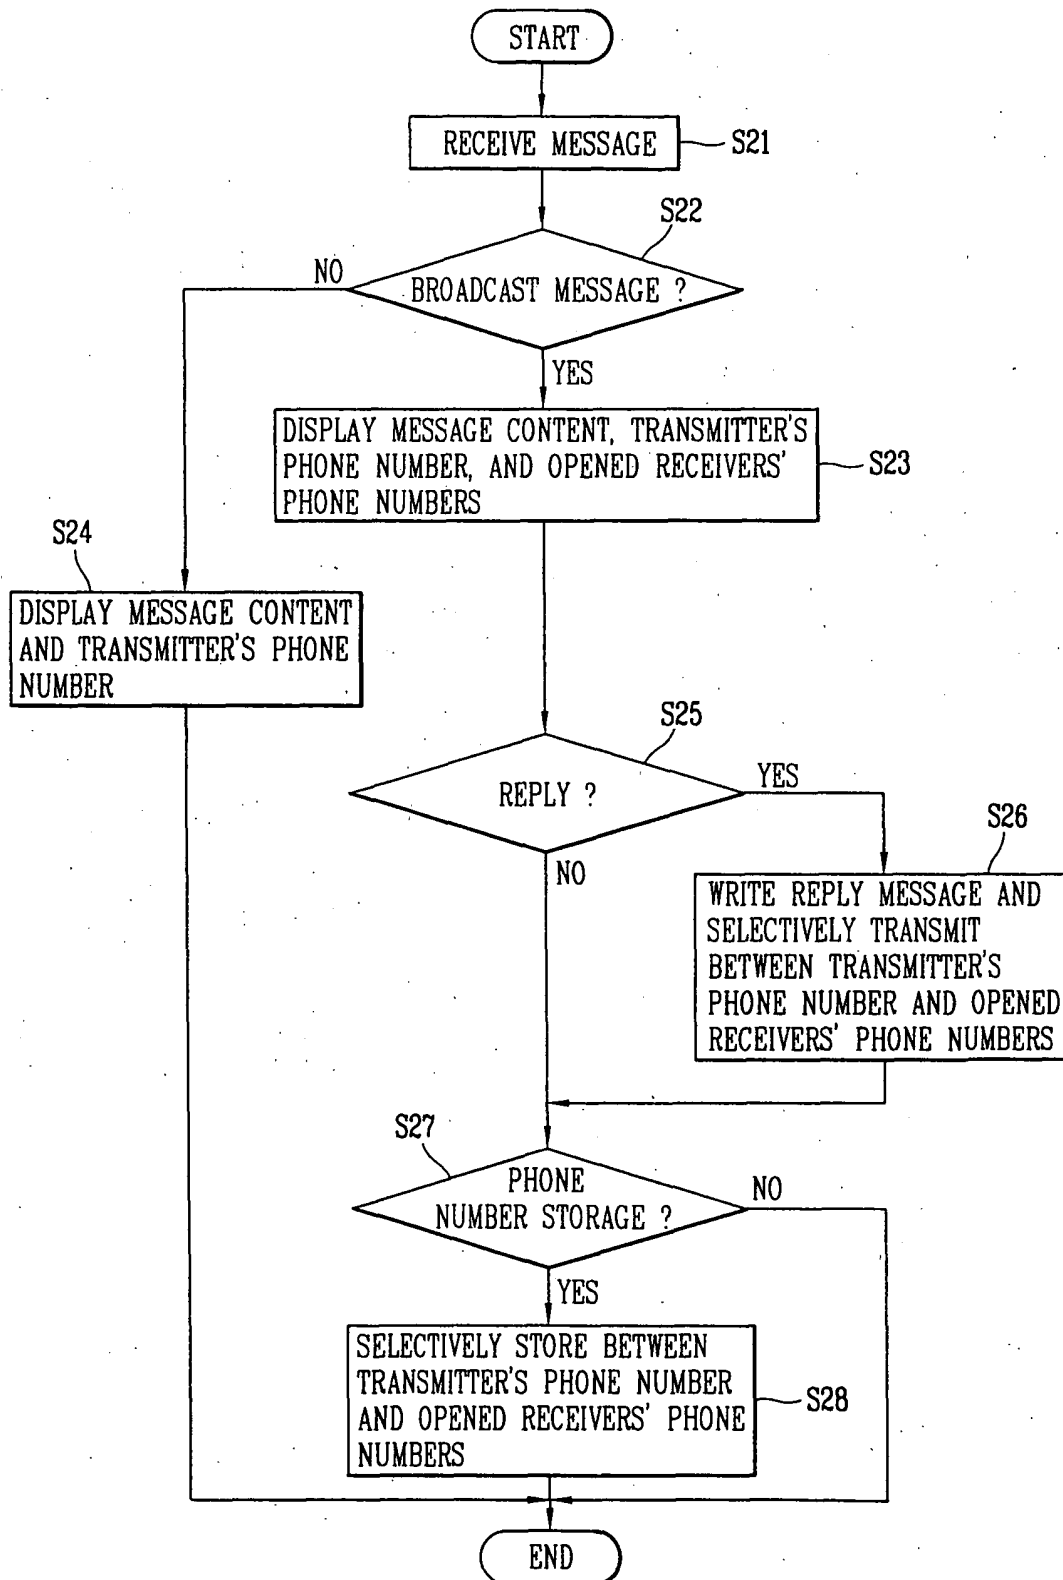 START
RECEIVE MESSAGE
S21
S22
BROADCAST MESSAGE ?
NO
YES
DISPLAY MESSAGE CONTENT, TRANSMITTER'S
PHONE NUMBER, AND OPENED RECEIVERS'
PHONE NUMBERS
S23
S24
DISPLAY MESSAGE CONTENT
AND TRANSMITTER'S PHONE
NUMBER
S25
REPLY ?
YES
NO
S26
WRITE REPLY MESSAGE AND
SELECTIVELY TRANSMIT
BETWEEN TRANSMITTER'S
PHONE NUMBER AND OPENED
RECEIVERS' PHONE NUMBERS
S27
PHONE
NUMBER STORAGE ?
NO
YES
SELECTIVELY STORE BETWEEN
TRANSMITTER'S PHONE NUMBER
AND OPENED RECEIVERS' PHONE
NUMBERS
S28
END